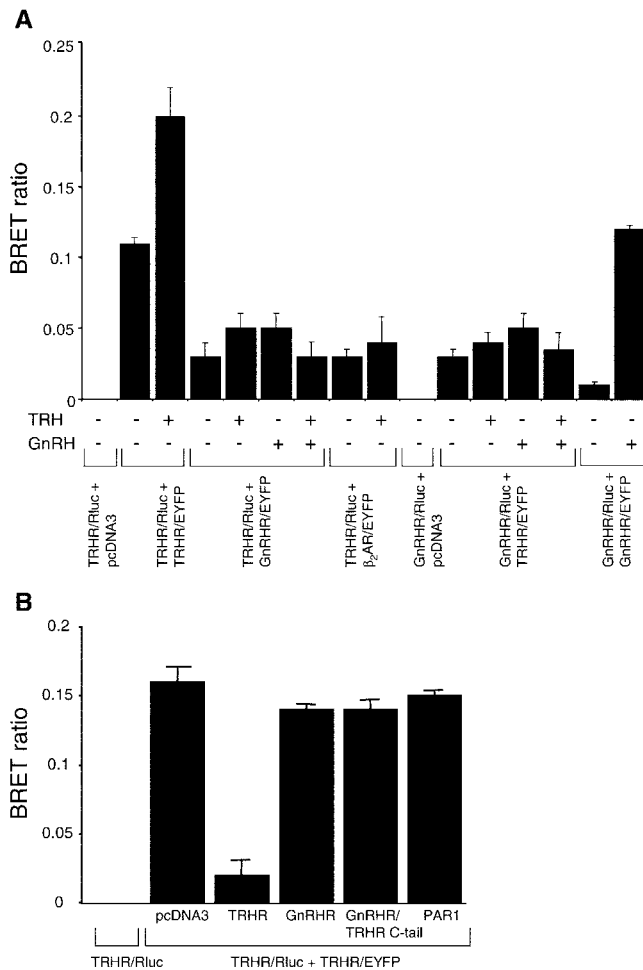 A
0.25
0.2
0.15
0.1
0.05
0
BRET ratio
TRH - - + - + - + - + - - + - + - -
GnRH - - - - - + + - - - - - + + - +
TRHR/Rluc +
pcDNA3
TRHR/Rluc +
TRHR/EYFP
TRHR/Rluc +
GnRHR/EYFP
TRHR/Rluc +
β2AR/EYFP
GnRHR/Rluc +
pcDNA3
GnRHR/Rluc +
TRHR/EYFP
GnRHR/Rluc +
GnRHR/EYFP
B
0.2
0.15
0.1
0.05
0
BRET ratio
pcDNA3 TRHR GnRHR GnRHR/ PAR1
TRHR C-tail
TRHR/Rluc TRHR/Rluc + TRHR/EYFP